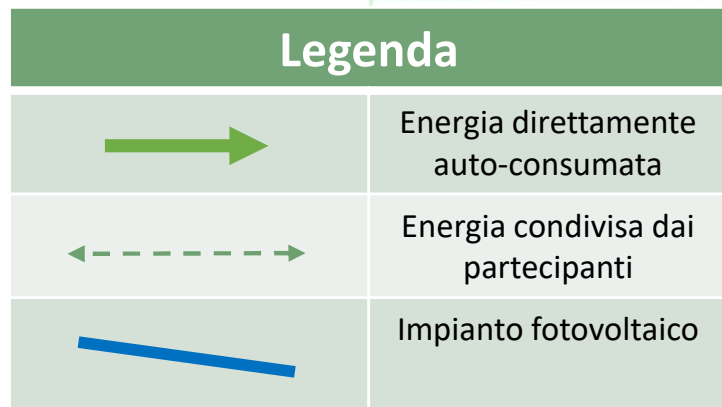 Legenda
Energia direttamente
auto-consumata
Energia condivisa dai
partecipanti
Impianto fotovoltaico